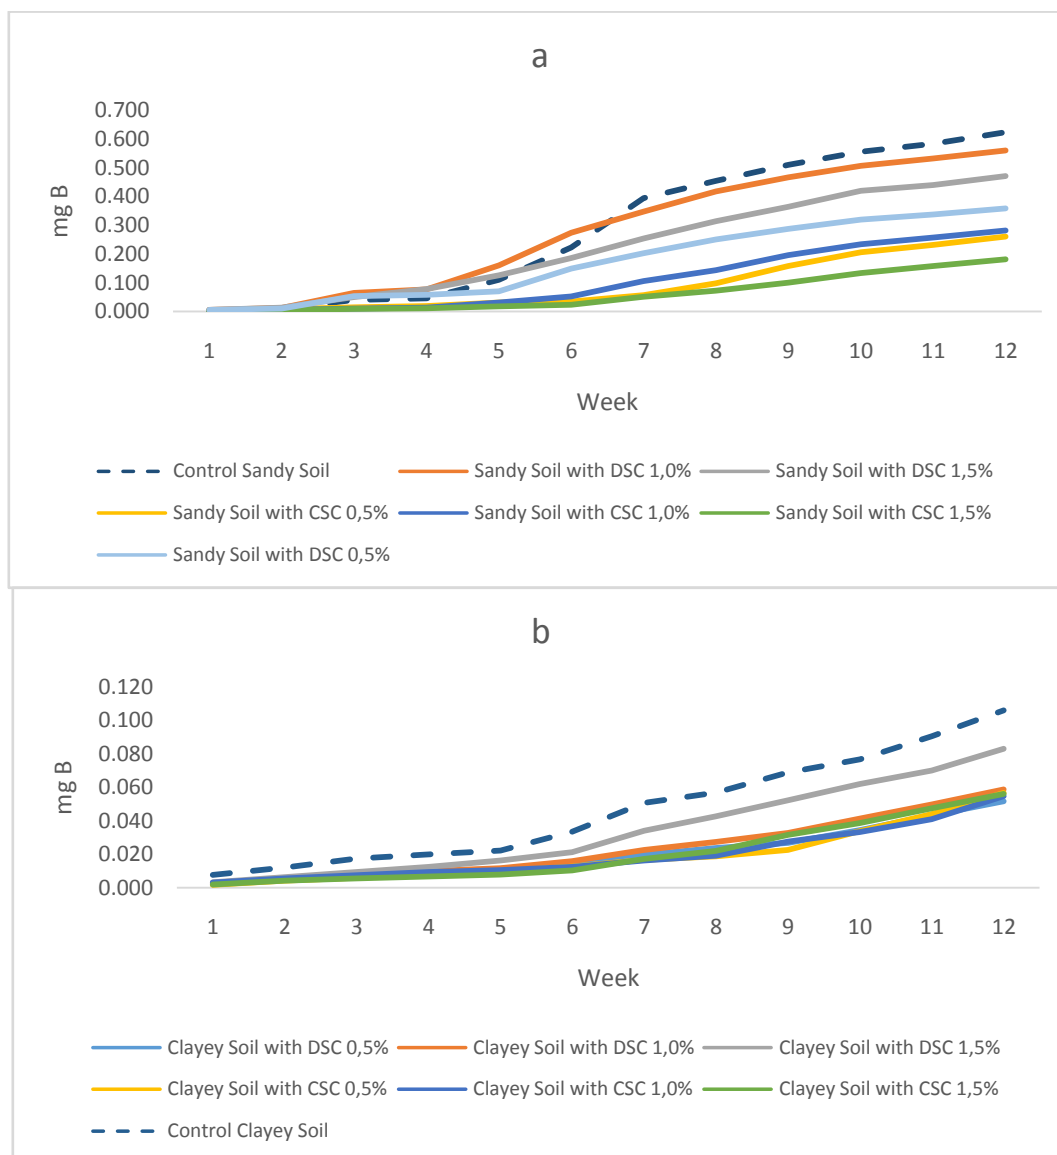 a
0.700
0.600
0.500
0.400
0.300
0.200
0.100
0.000
mg B
1 2 3 4 5 6 7 8 9 10 11 12
Week
Control Sandy Soil Sandy Soil with DSC 1,0% Sandy Soil with DSC 1,5%
Sandy Soil with CSC 0,5% Sandy Soil with CSC 1,0% Sandy Soil with CSC 1,5%
Sandy Soil with DSC 0,5%
b
0.120
0.100
0.080
0.060
0.040
0.020
0.000
mg B
1 2 3 4 5 6 7 8 9 10 11 12
Week
Clayey Soil with DSC 0,5% Clayey Soil with DSC 1,0% Clayey Soil with DSC 1,5%
Clayey Soil with CSC 0,5% Clayey Soil with CSC 1,0% Clayey Soil with CSC 1,5%
Control Clayey Soil